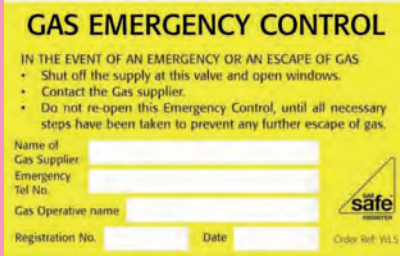 GAS EMERGENCY CONTROL
IN THE EVENT OF AN EMERGENCY OR AN ESCAPE OF GAS
• Shut off the supply at this valve and open windows.
• Contact the Gas supplier.
• Do not re-open this Emergency Control, until all necessary
steps have been taken to prevent any further escape of gas.
Name of
Gas Supplier
Emergency
Tel No.
Gas Operative name
Registration No. Date
GAS
safe
REGISTER
Order Ref: WLS